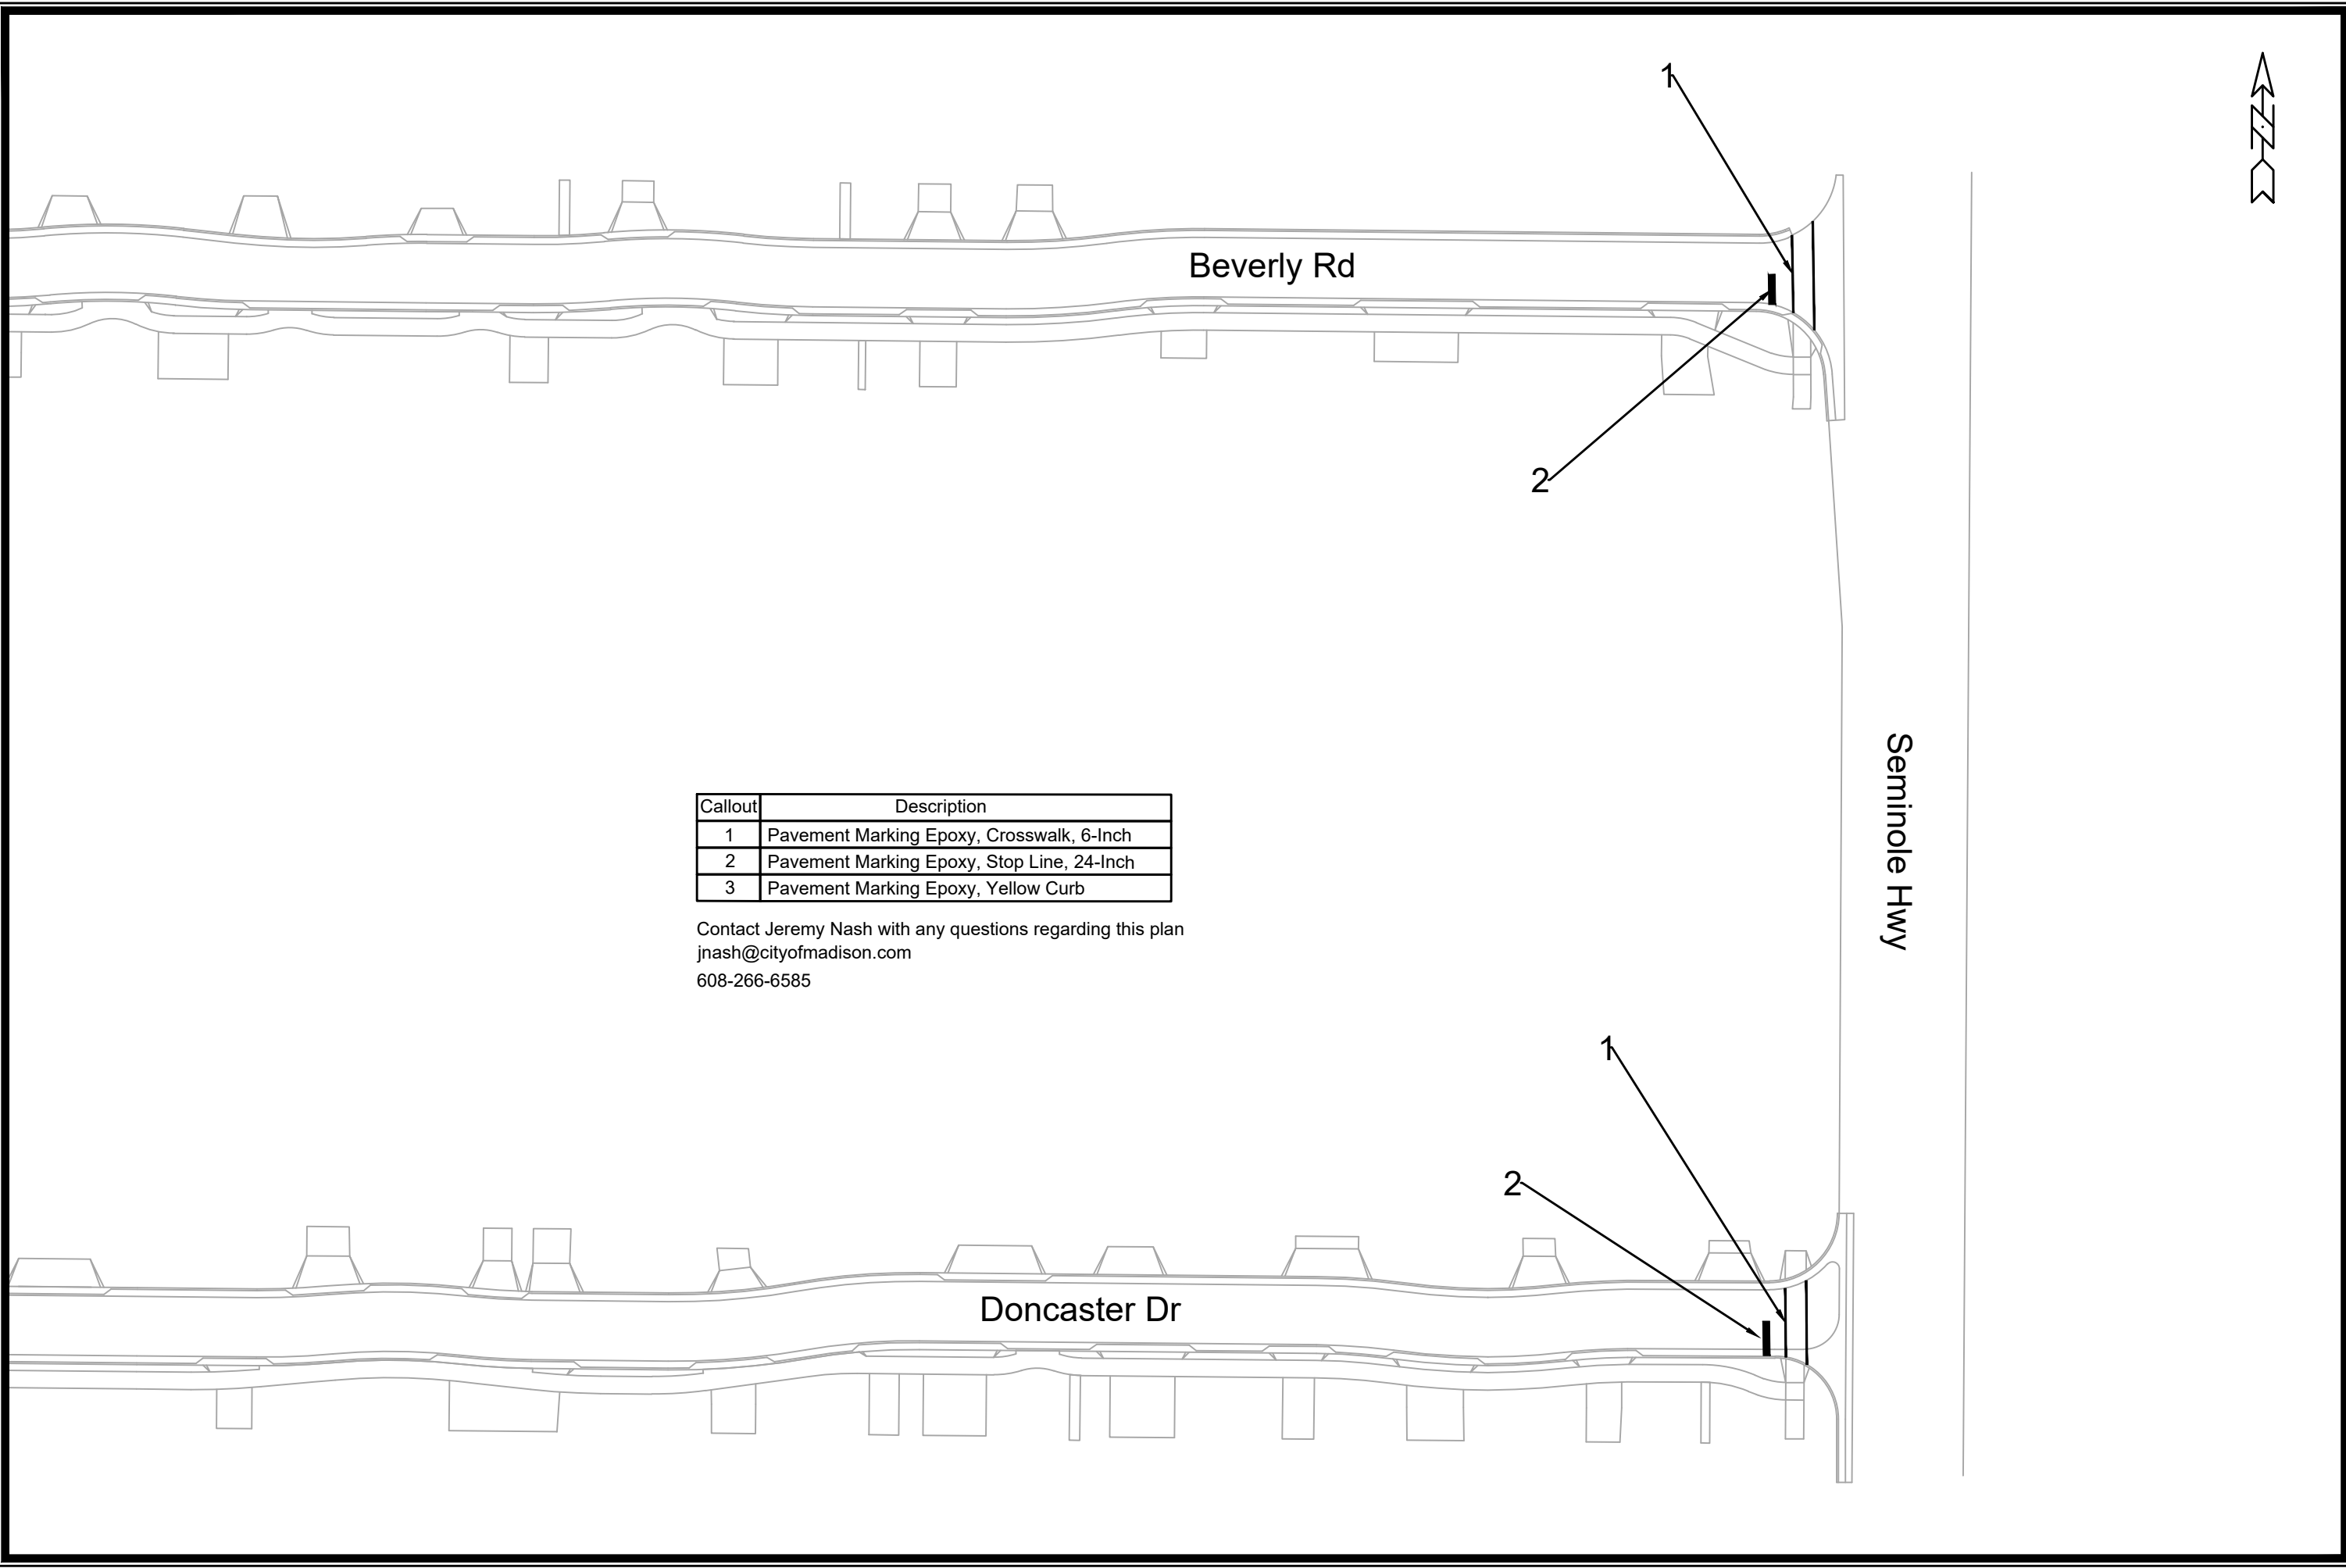 1
N
Beverly Rd
2
Seminole Hwy
Callout Description
1 Pavement Marking Epoxy, Crosswalk, 6-Inch
2 Pavement Marking Epoxy, Stop Line, 24-Inch
3 Pavement Marking Epoxy, Yellow Curb
Contact Jeremy Nash with any questions regarding this plan
jnash@cityofmadison.com
608-266-6585
1
2
Doncaster Dr